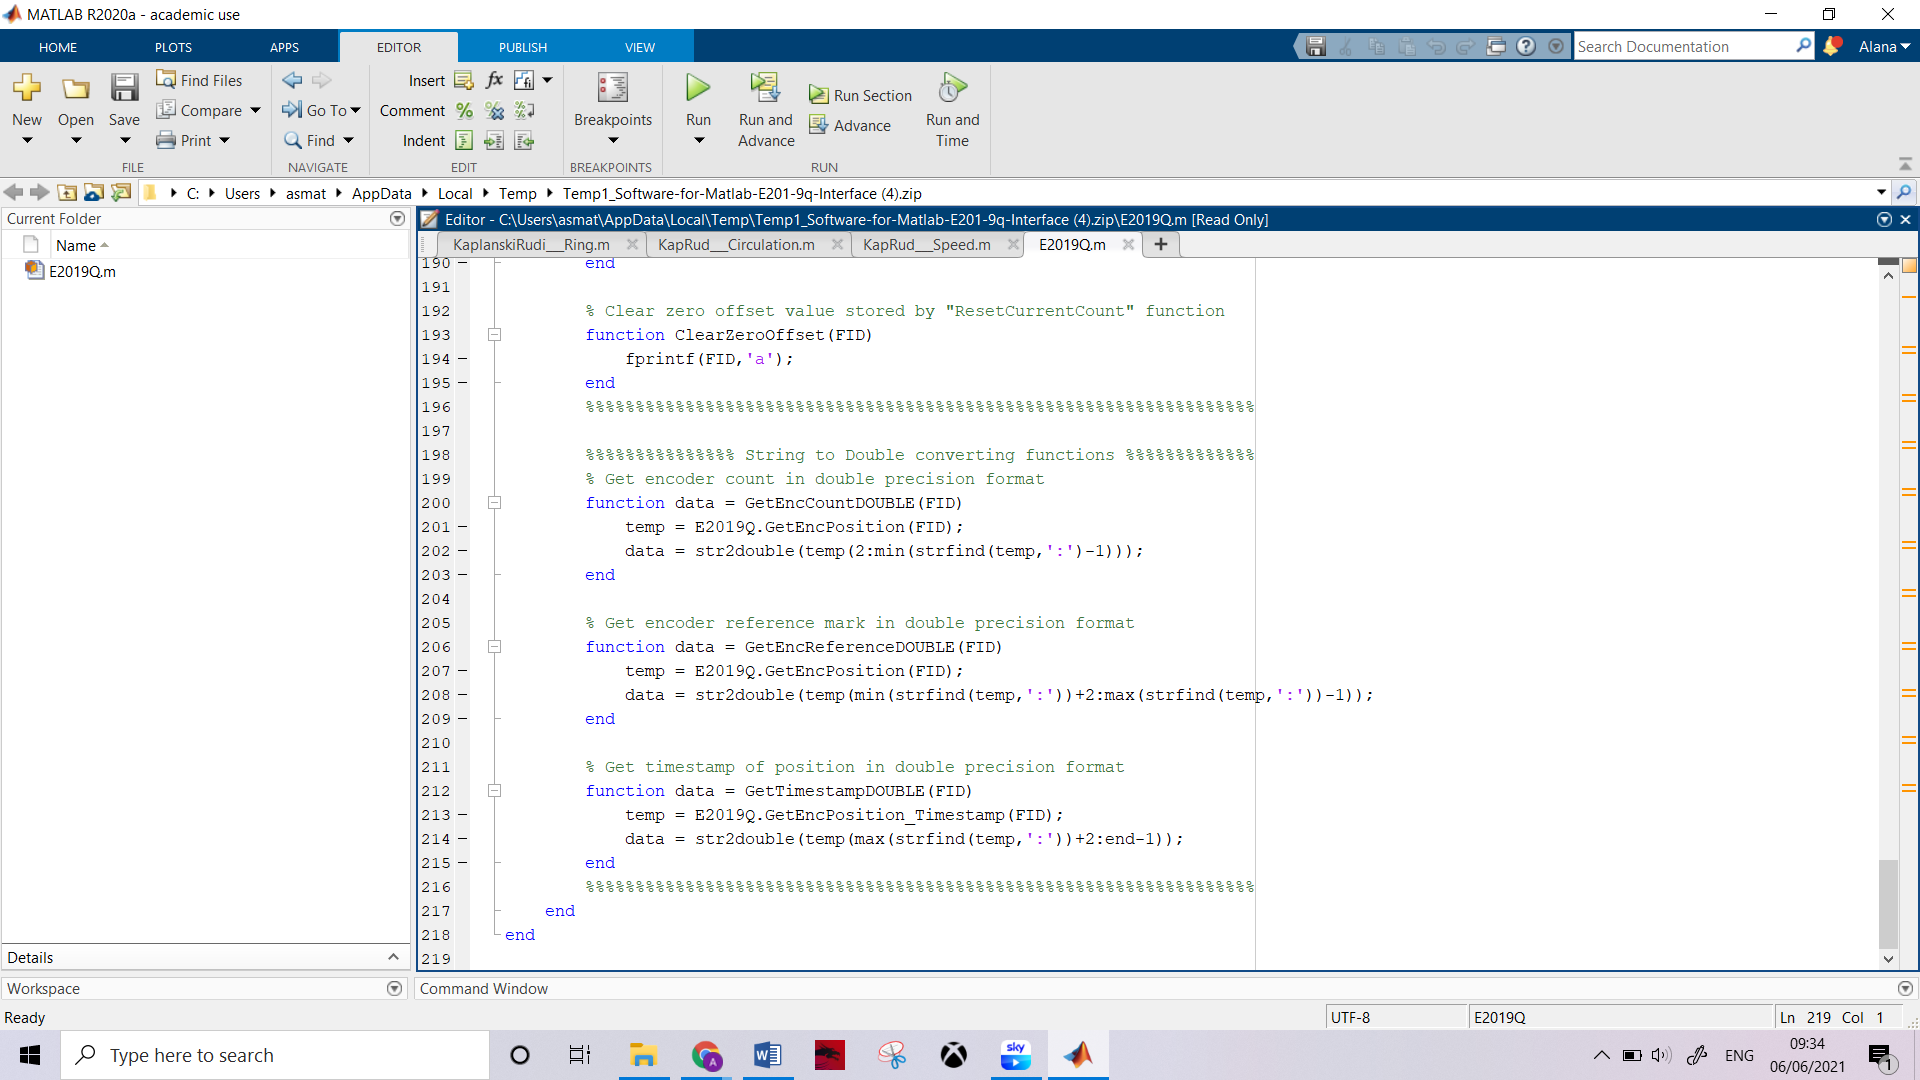 MATLAB R2020a - academic use
HOME PLOTS APPS EDITOR PUBLISH VIEW
Search Documentation
Alana
New Open Save
Find Files
Compare
Print
FILE
Go To
Find
NAVIGATE
Insert fx
Comment
Indent
EDIT
Breakpoints
BREAKPOINTS
Run
Run and Advance
Run Section
Advance
Run and Time
RUN
C: Users asmat AppData Local Temp Temp1_Software-for-Matlab-E201-9q-Interface (4).zip
Current Folder
Name
E2019Q.m
Editor - C:\Users\asmat\AppData\Local\Temp\Temp1_Software-for-Matlab-E201-9q-Interface (4).zip\E2019Q.m [Read Only]
KaplanskiRudi___Ring.m KapRud___Circulation.m KapRud___Speed.m E2019Q.m
190 end
191
192 % Clear zero offset value stored by "ResetCurrentCount" function
193 function ClearZeroOffset(FID)
194 fprintf(FID,'a');
195 end
196 %%%%%%%%%%%%%%%%%%%%%%%%%%%%%%%%%%%%%%%%%%%%%%%%%%%%%%%%%%%%%%%%%%%
197
198 %%%%%%%%%%%%%%% String to Double converting functions %%%%%%%%%%%%%
199 % Get encoder count in double precision format
200 function data = GetEncCountDOUBLE(FID)
201 temp = E2019Q.GetEncPosition(FID);
202 data = str2double(temp(2:min(strfind(temp,':')-1)));
203 end
204
205 % Get encoder reference mark in double precision format
206 function data = GetEncReferenceDOUBLE(FID)
207 temp = E2019Q.GetEncPosition(FID);
208 data = str2double(temp(min(strfind(temp,':'))+2:max(strfind(temp,':'))-1));
209 end
210
211 % Get timestamp of position in double precision format
212 function data = GetTimestampDOUBLE(FID)
213 temp = E2019Q.GetEncPosition_Timestamp(FID);
214 data = str2double(temp(max(strfind(temp,':'))+2:end-1));
215 end
216 %%%%%%%%%%%%%%%%%%%%%%%%%%%%%%%%%%%%%%%%%%%%%%%%%%%%%%%%%%%%%%%%%%%
217 end
218 end
219
Details
Workspace
Command Window
Ready
UTF-8
E2019Q
Ln 219 Col 1
Type here to search
sky
ENG
09:34
06/06/2021
1